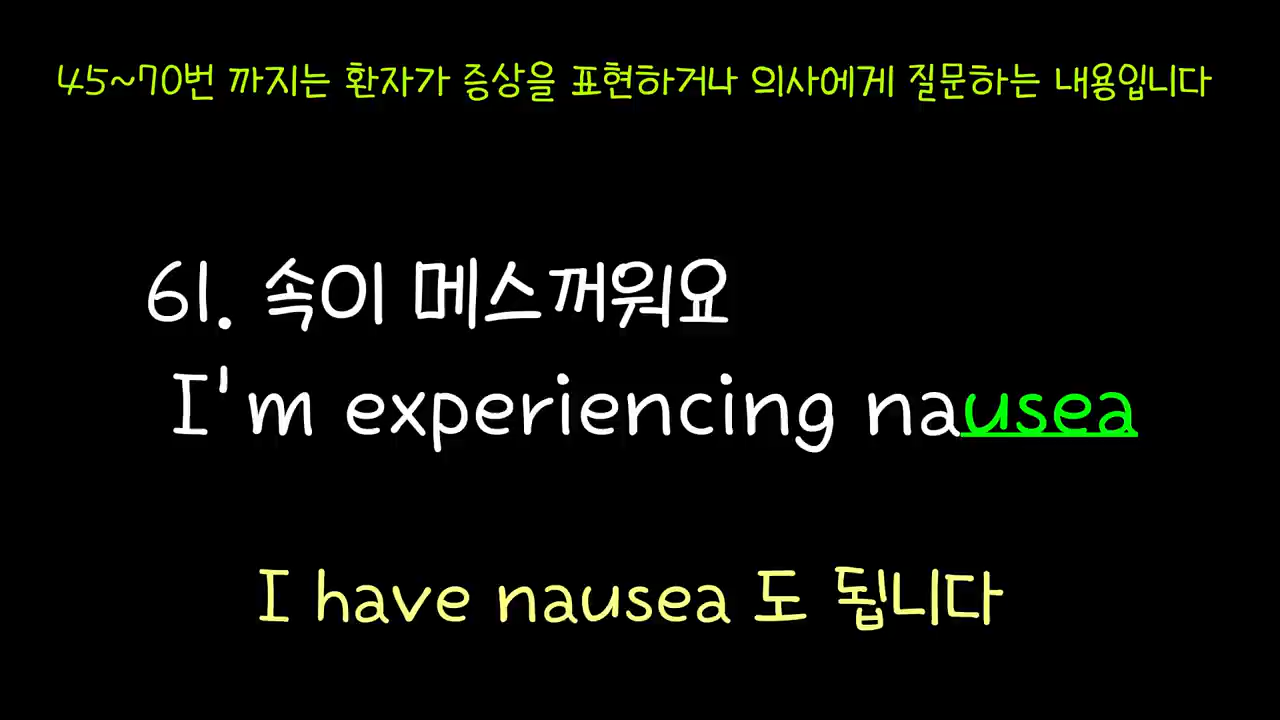 45~70번 까지는 환자가 증상을 표현하거나 의사에게 질문하는 내용입니다
61. 속이 메스꺼워요
I'm experiencing nausea
I have nausea 도 됩니다